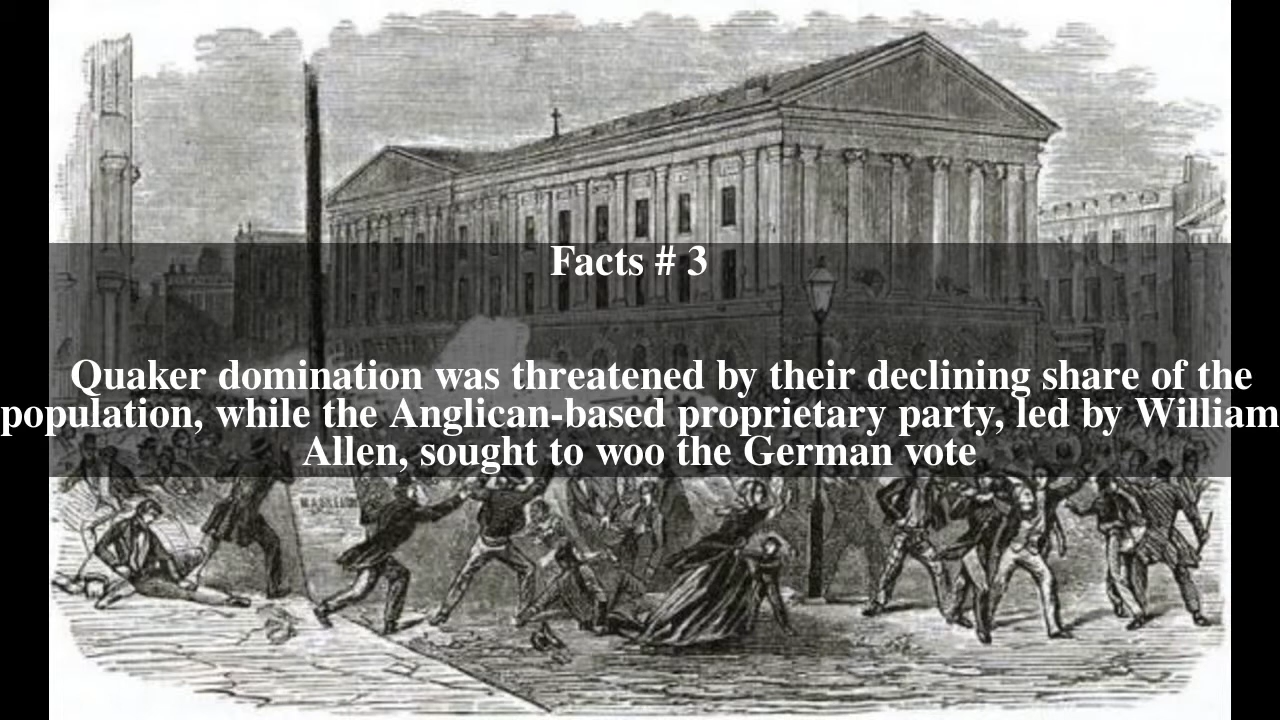 Facts # 3
Quaker domination was threatened by their declining share of the
population, while the Anglican-based proprietary party, led by William
Allen, sought to woo the German vote